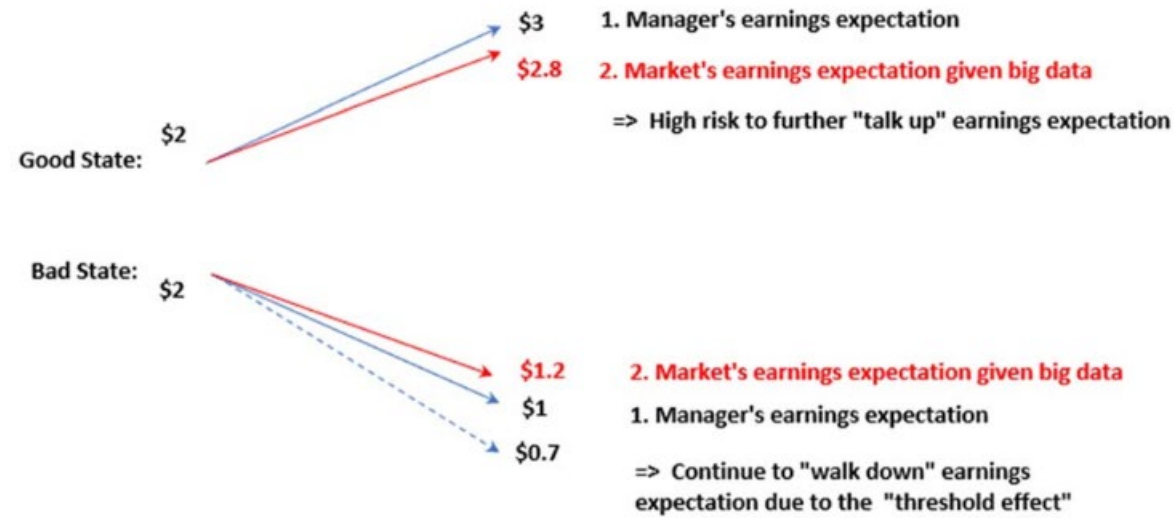 $3 1. Manager's earnings expectation
$2.8 2. Market's earnings expectation given big data
=> High risk to further "talk up" earnings expectation
$2
Good State:
Bad State:
$2
$1.2 2. Market's earnings expectation given big data
$1 1. Manager's earnings expectation
$0.7
=> Continue to "walk down" earnings
expectation due to the "threshold effect"